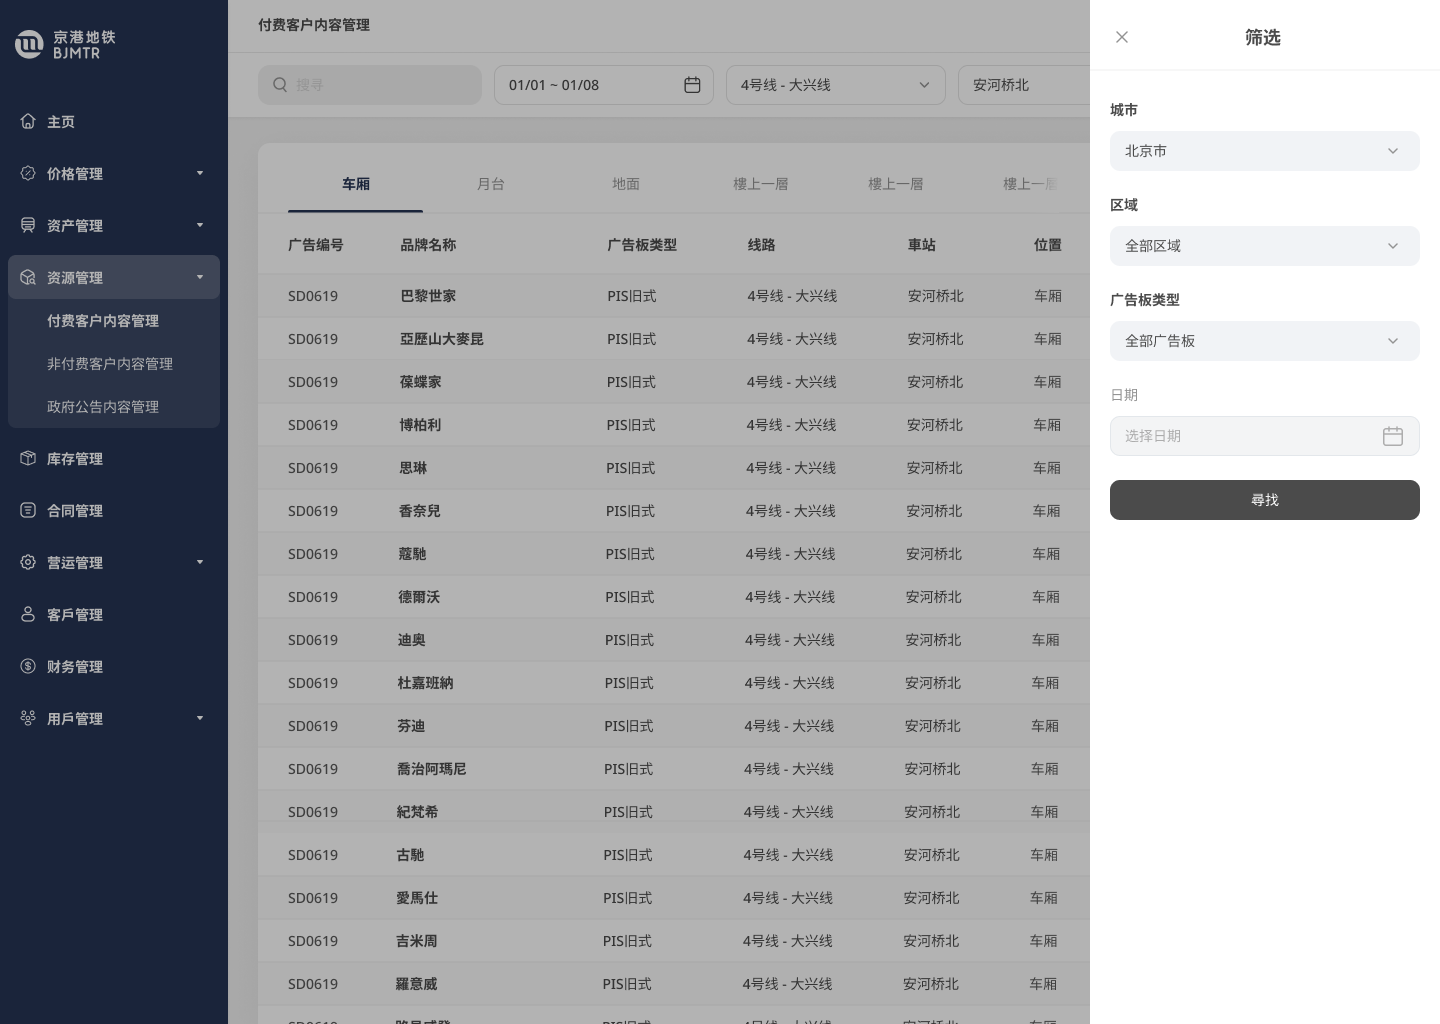 京港地铁
BJMTR
主页
价格管理
资产管理
资源管理
付费客户内容管理
非付费客户内容管理
政府公告内容管理
库存管理
合同管理
营运管理
客戶管理
财务管理
用戶管理
付费客户内容管理
搜寻 01/01 ~ 01/08 4号线 - 大兴线 安河桥北
车厢 月台 地面 樓上一層 樓上一層 樓上一層
广告编号 品牌名称 广告板类型 线路 車站 位置
SD0619 巴黎世家 PIS旧式 4号线 - 大兴线 安河桥北 车厢
SD0619 亞歷山大麥昆 PIS旧式 4号线 - 大兴线 安河桥北 车厢
SD0619 葆蝶家 PIS旧式 4号线 - 大兴线 安河桥北 车厢
SD0619 博柏利 PIS旧式 4号线 - 大兴线 安河桥北 车厢
SD0619 思琳 PIS旧式 4号线 - 大兴线 安河桥北 车厢
SD0619 香奈兒 PIS旧式 4号线 - 大兴线 安河桥北 车厢
SD0619 蔻馳 PIS旧式 4号线 - 大兴线 安河桥北 车厢
SD0619 德爾沃 PIS旧式 4号线 - 大兴线 安河桥北 车厢
SD0619 迪奥 PIS旧式 4号线 - 大兴线 安河桥北 车厢
SD0619 杜嘉班納 PIS旧式 4号线 - 大兴线 安河桥北 车厢
SD0619 芬迪 PIS旧式 4号线 - 大兴线 安河桥北 车厢
SD0619 喬治阿瑪尼 PIS旧式 4号线 - 大兴线 安河桥北 车厢
SD0619 紀梵希 PIS旧式 4号线 - 大兴线 安河桥北 车厢
SD0619 古馳 PIS旧式 4号线 - 大兴线 安河桥北 车厢
SD0619 愛馬仕 PIS旧式 4号线 - 大兴线 安河桥北 车厢
SD0619 吉米周 PIS旧式 4号线 - 大兴线 安河桥北 车厢
SD0619 羅意威 PIS旧式 4号线 - 大兴线 安河桥北 车厢
SD0619 PIS旧式 4号线 - 大兴线 安河桥北 车厢
筛选
城市
北京市
区域
全部区域
广告板类型
全部广告板
日期
选择日期
尋找